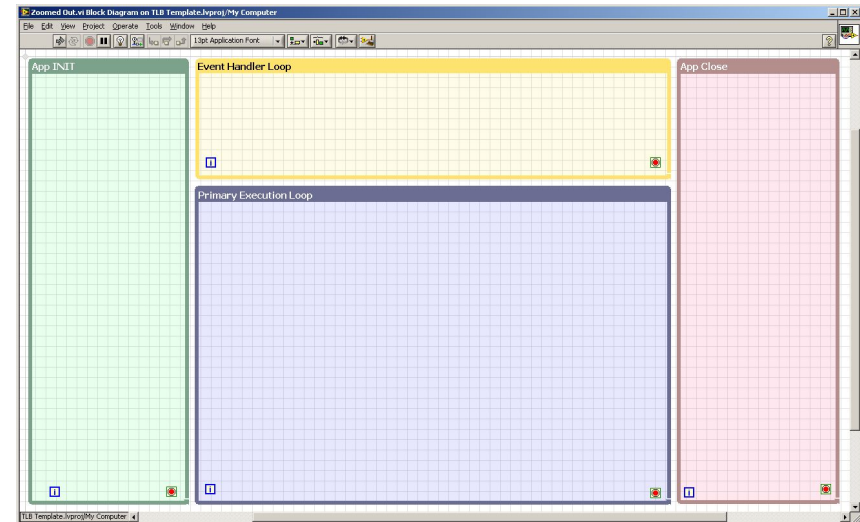 Zoomed Out.vi Block Diagram on TLB Template.lvproj/My Computer
File Edit View Project Operate Tools Window Help
13pt Application Font
App INIT
Event Handler Loop
App Close
i
Primary Execution Loop
i
i
i
TLB Template.lvproj/My Computer